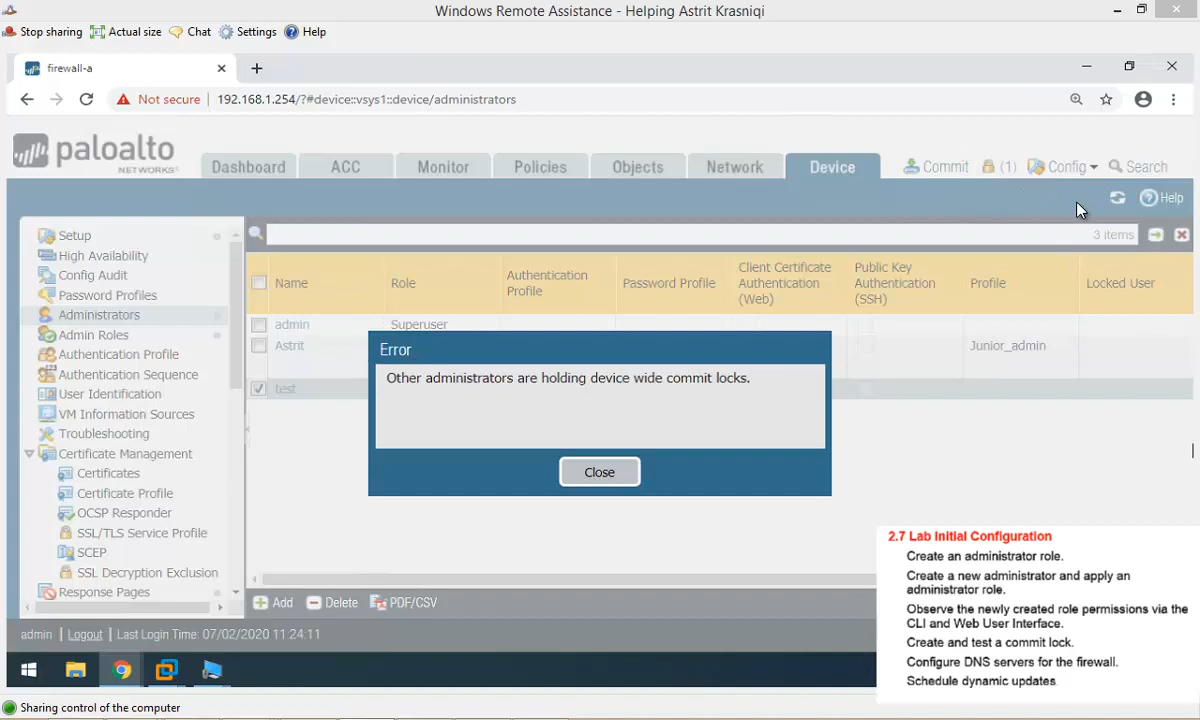 Windows Remote Assistance - Helping Astrit Krasniqi
Stop sharing Actual size Chat Settings Help
firewall-a
Not secure 192.168.1.254/?#device::vsys1::device/administrators
paloalto
NETWORKS
Dashboard ACC Monitor Policies Objects Network Device Commit (1) Config Search
Help
3 items
Setup
High Availability
Config Audit
Password Profiles
Administrators
Admin Roles
Authentication Profile
Authentication Sequence
User Identification
VM Information Sources
Troubleshooting
Certificate Management
Certificates
Certificate Profile
OCSP Responder
SSL/TLS Service Profile
SCEP
SSL Decryption Exclusion
Response Pages
Name
Role
Authentication
Profile
Password Profile
Client Certificate
Authentication
(Web)
Public Key
Authentication
(SSH)
Profile
Locked User
admin Superuser
Astrit Junior_admin
test
Error
Other administrators are holding device wide commit locks.
Close
Add Delete PDF/CSV
admin | Logout | Last Login Time: 07/02/2020 11:24:11
2.7 Lab Initial Configuration
Create an administrator role.
Create a new administrator and apply an
administrator role.
Observe the newly created role permissions via the
CLI and Web User Interface.
Create and test a commit lock.
Configure DNS servers for the firewall.
Schedule dynamic updates
Sharing control of the computer